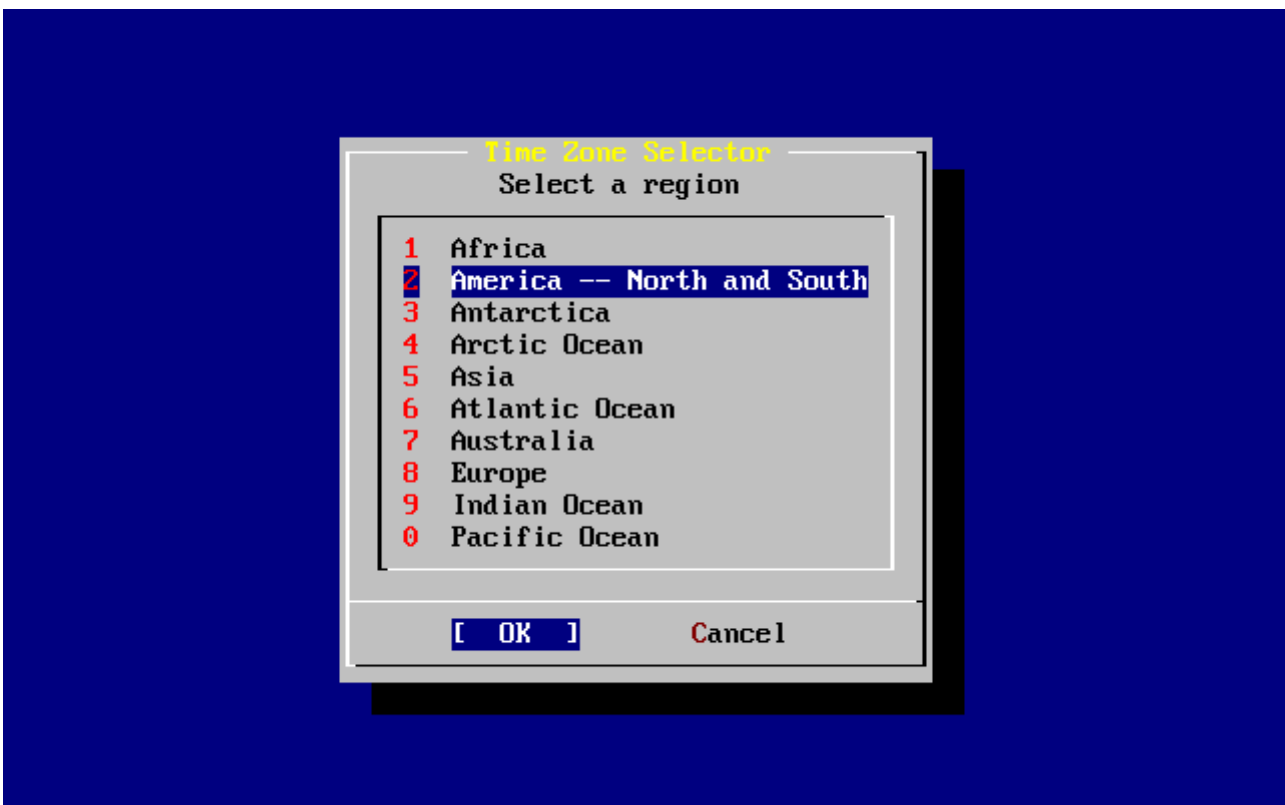 Time Zone Selector
Select a region
1 Africa
2 America -- North and South
3 Antarctica
4 Arctic Ocean
5 Asia
6 Atlantic Ocean
7 Australia
8 Europe
9 Indian Ocean
0 Pacific Ocean
[ OK ] Cancel